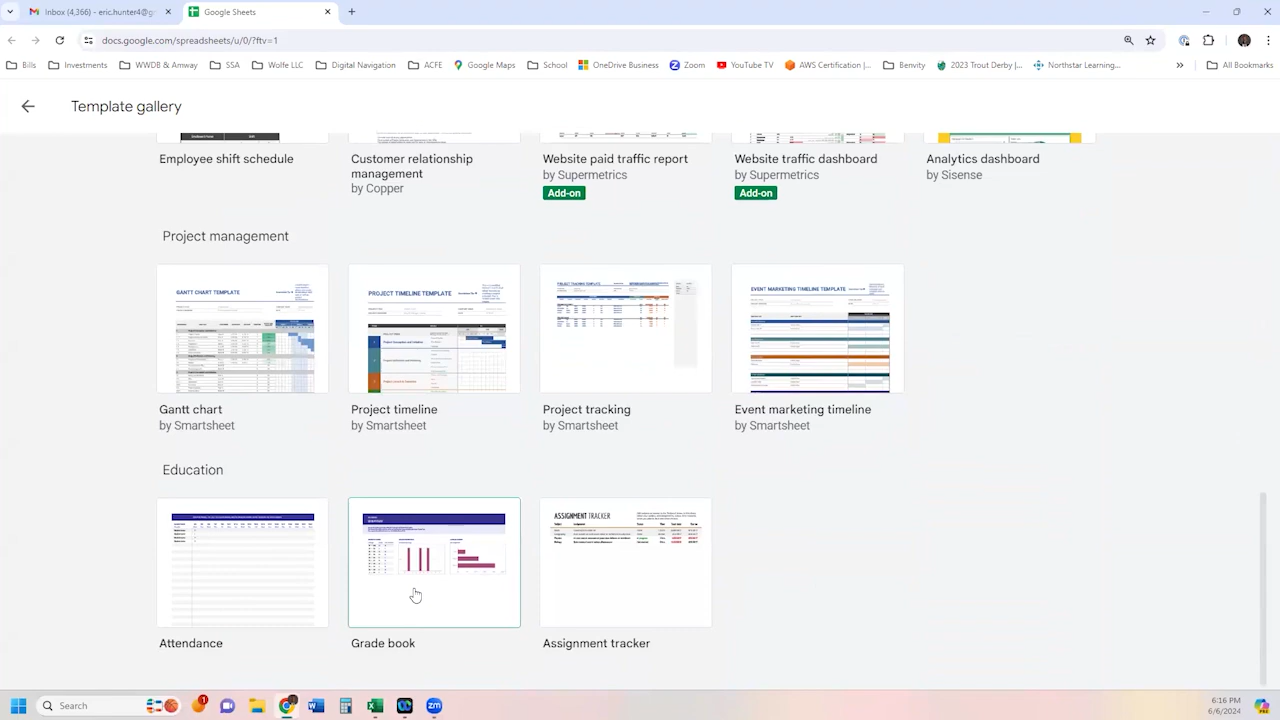 Inbox (4,366) - eric.hunter4@g
Google Sheets
docs.google.com/spreadsheets/u/0/?ftv=1
Bills
Investments
WWDB & Amway
SSA
Wolfe LLC
Digital Navigation
ACFE
Google Maps
School
OneDrive Business
Zoom
YouTube TV
AWS Certification |...
Benvity
2023 Trout Derby |...
Northstar Learning...
All Bookmarks
Template gallery
Employee shift schedule
Customer relationship
management
by Copper
Website paid traffic report
by Supermetrics
Add-on
Website traffic dashboard
by Supermetrics
Add-on
Analytics dashboard
by Sisense
Project management
GANTT CHART TEMPLATE
PROJECT TIMELINE TEMPLATE
PROJECT TRACKING TEMPLATE
EVENT MARKETING TIMELINE TEMPLATE
Gantt chart
by Smartsheet
Project timeline
by Smartsheet
Project tracking
by Smartsheet
Event marketing timeline
by Smartsheet
Education
ASSIGNMENT TRACKER
Attendance
Grade book
Assignment tracker
Search
6:16 PM
6/6/2024